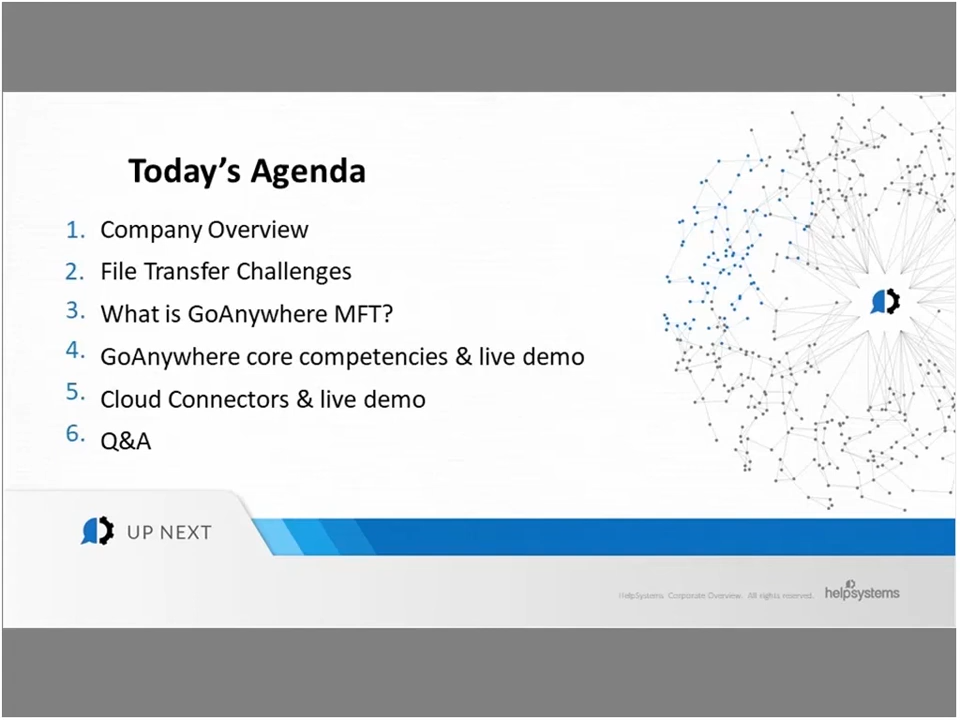 Today's Agenda
1. Company Overview
2. File Transfer Challenges
3. What is GoAnywhere MFT?
4. GoAnywhere core competencies & live demo
5. Cloud Connectors & live demo
6. Q&A
UP NEXT
HelpSystems. Corporate Overview. All rights reserved.
helpsystems